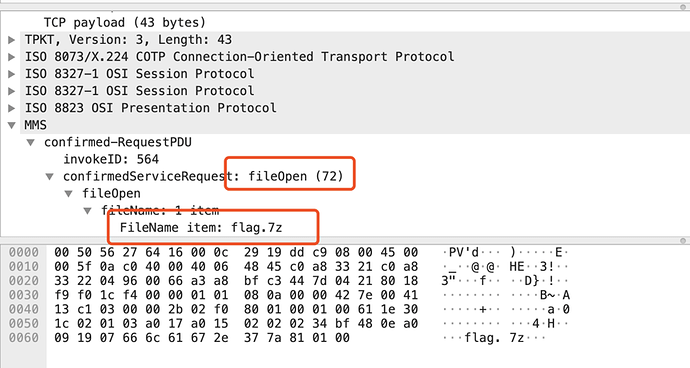 TCP payload (43 bytes)
TPKT, Version: 3, Length: 43
ISO 8073/X.224 COTP Connection-Oriented Transport Protocol
ISO 8327-1 OSI Session Protocol
ISO 8327-1 OSI Session Protocol
ISO 8823 OSI Presentation Protocol
MMS
confirmed-RequestPDU
invokeID: 564
confirmedServiceRequest: fileOpen (72)
fileOpen
fileName: 1 item
FileName item: flag.7z
0000 00 50 56 27 64 16 00 0c 29 19 dd c9 08 00 45 00 ·PV'd··· )·····E·
0010 00 5f 0a c0 40 00 40 06 48 45 c0 a8 33 21 c0 a8 ·_··@·@· HE··3!··
0020 33 22 04 96 00 66 a3 a8 bf c3 44 7d 04 21 80 18 3"···f·· ··D}·!··
0030 f9 f0 1c f4 00 00 01 01 08 0a 00 00 42 7e 00 41 ········ ····B~·A
0040 13 c1 03 00 00 2b 02 f0 80 01 00 01 00 61 1e 30 ·····+·· ·····a·0
0050 1c 02 01 03 a0 17 a0 15 02 02 02 34 bf 48 0e a0 ········ ···4·H··
0060 09 19 07 66 6c 61 67 2e 37 7a 81 01 00 ···flag. 7z···